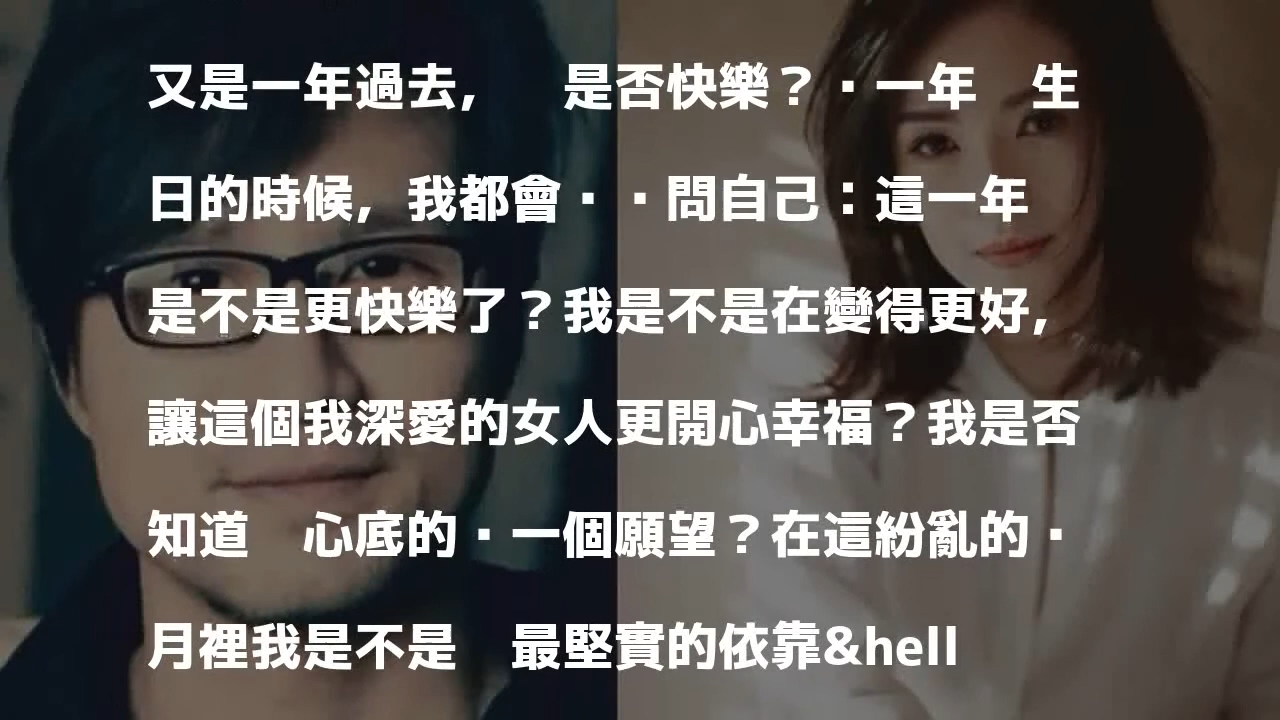 又是一年過去,　是否快樂？·一年　生
日的時候，我都會··問自己：這一年
是不是更快樂了？我是不是在變得更好,
讓這個我深愛的女人更開心幸福？我是否
知道　心底的·一個願望？在這紛亂的·
月裡我是不是　最堅實的依靠&hell